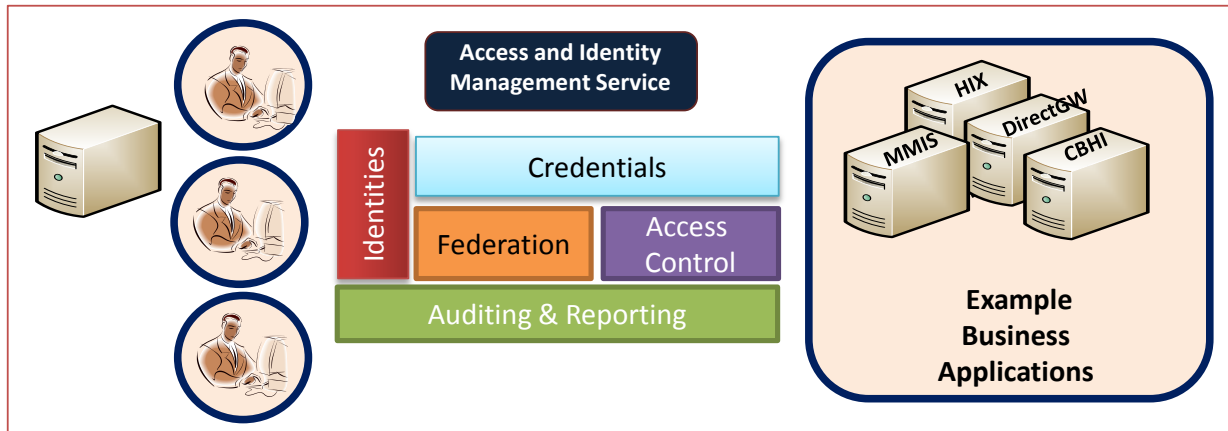 Access and Identity
Management Service
Identities
Credentials
Federation
Access
Control
Auditing & Reporting
HIX
DirectGW
MMIS
CBHI
Example
Business
Applications